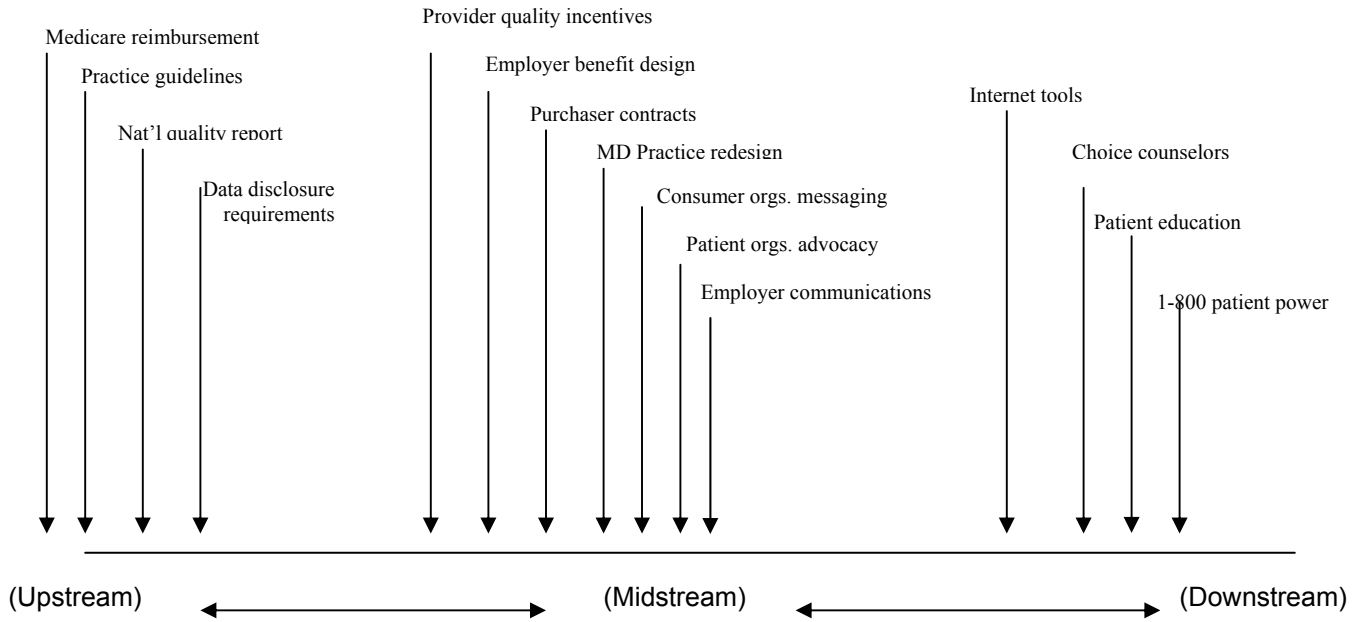 Provider quality incentives
Medicare reimbursement
Employer benefit design
Practice guidelines
Internet tools
Purchaser contracts
Nat'l quality report
MD Practice redesign
Choice counselors
Data disclosure
requirements
Consumer orgs. messaging
Patient education
Patient orgs. advocacy
Employer communications
1-800 patient power
(Upstream)
(Midstream)
(Downstream)